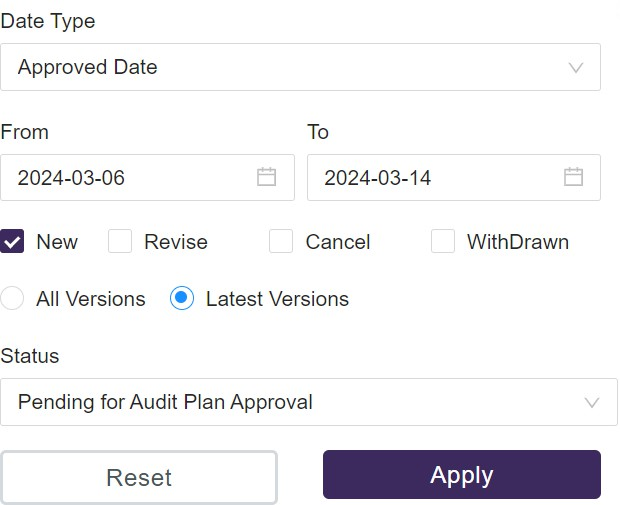 Date Type
Approved Date
From To
2024-03-06 2024-03-14
New Revise Cancel WithDrawn
All Versions Latest Versions
Status
Pending for Audit Plan Approval
Reset Apply